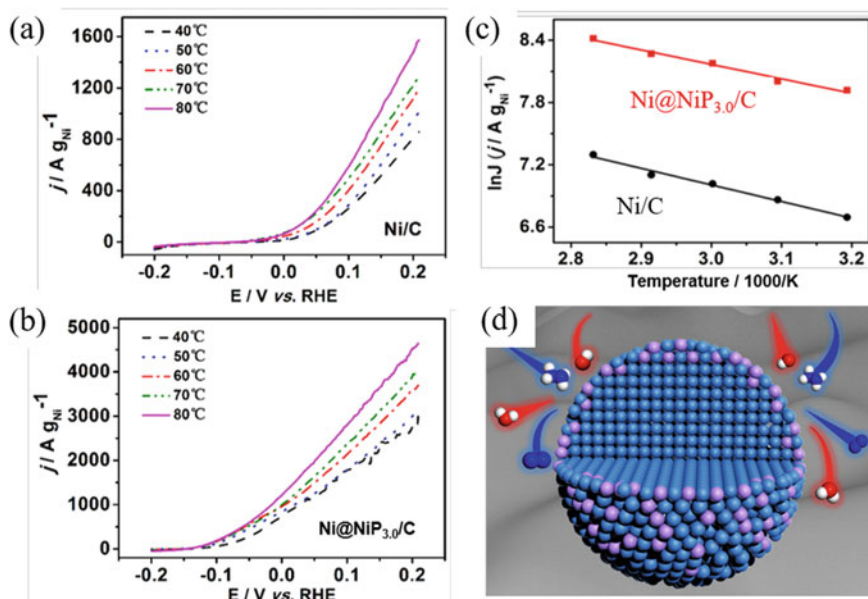 (a)
1600
1200
800
400
0
j / A gNi-1
40℃
50℃
60℃
70℃
80℃
Ni/C
-0.2 -0.1 0.0 0.1 0.2
E / V vs. RHE
(b)
5000
4000
3000
2000
1000
0
j / A gNi-1
40℃
50℃
60℃
70℃
80℃
Ni@NiP3.0/C
-0.2 -0.1 0.0 0.1 0.2
E / V vs. RHE
(c)
8.4
7.8
7.2
6.6
lnJ (j / A gNi-1)
Ni@NiP3.0/C
Ni/C
2.8 2.9 3.0 3.1 3.2
Temperature / 1000/K
(d)